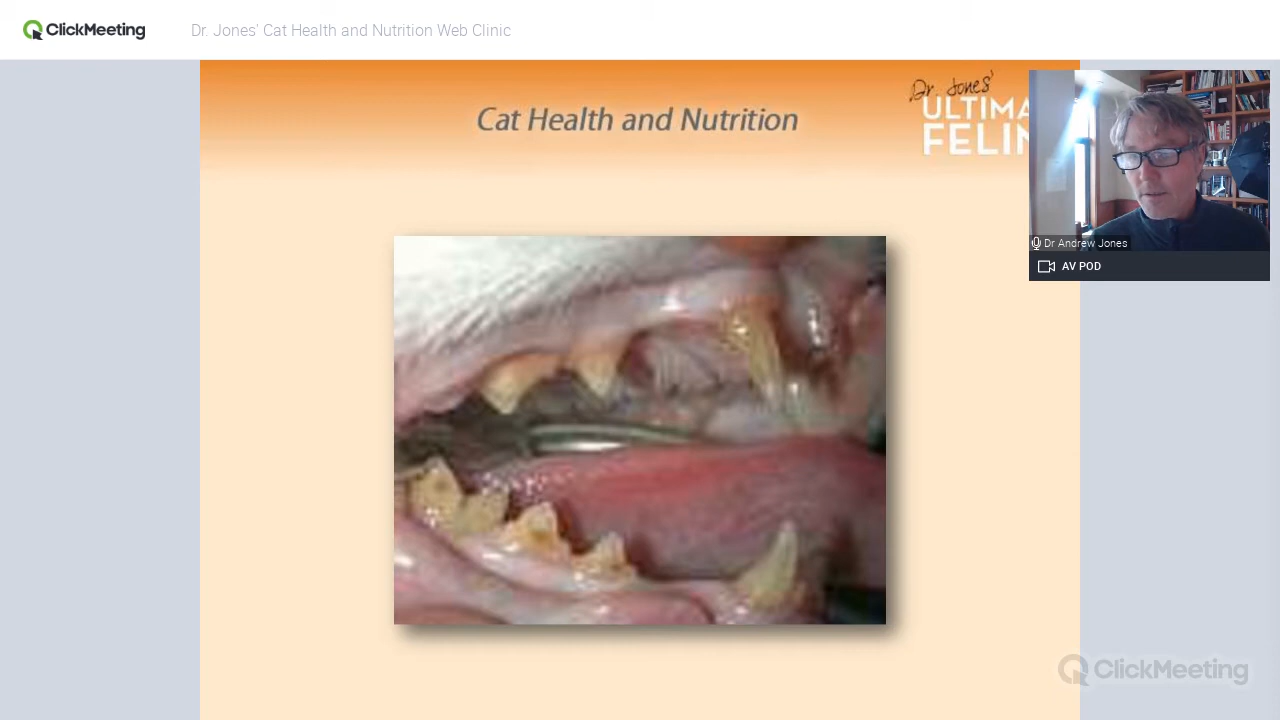 ClickMeeting
Dr. Jones' Cat Health and Nutrition Web Clinic
Cat Health and Nutrition
Dr. Jones'
ULTIMA
FELIN
Dr Andrew Jones
AV POD
ClickMeeting